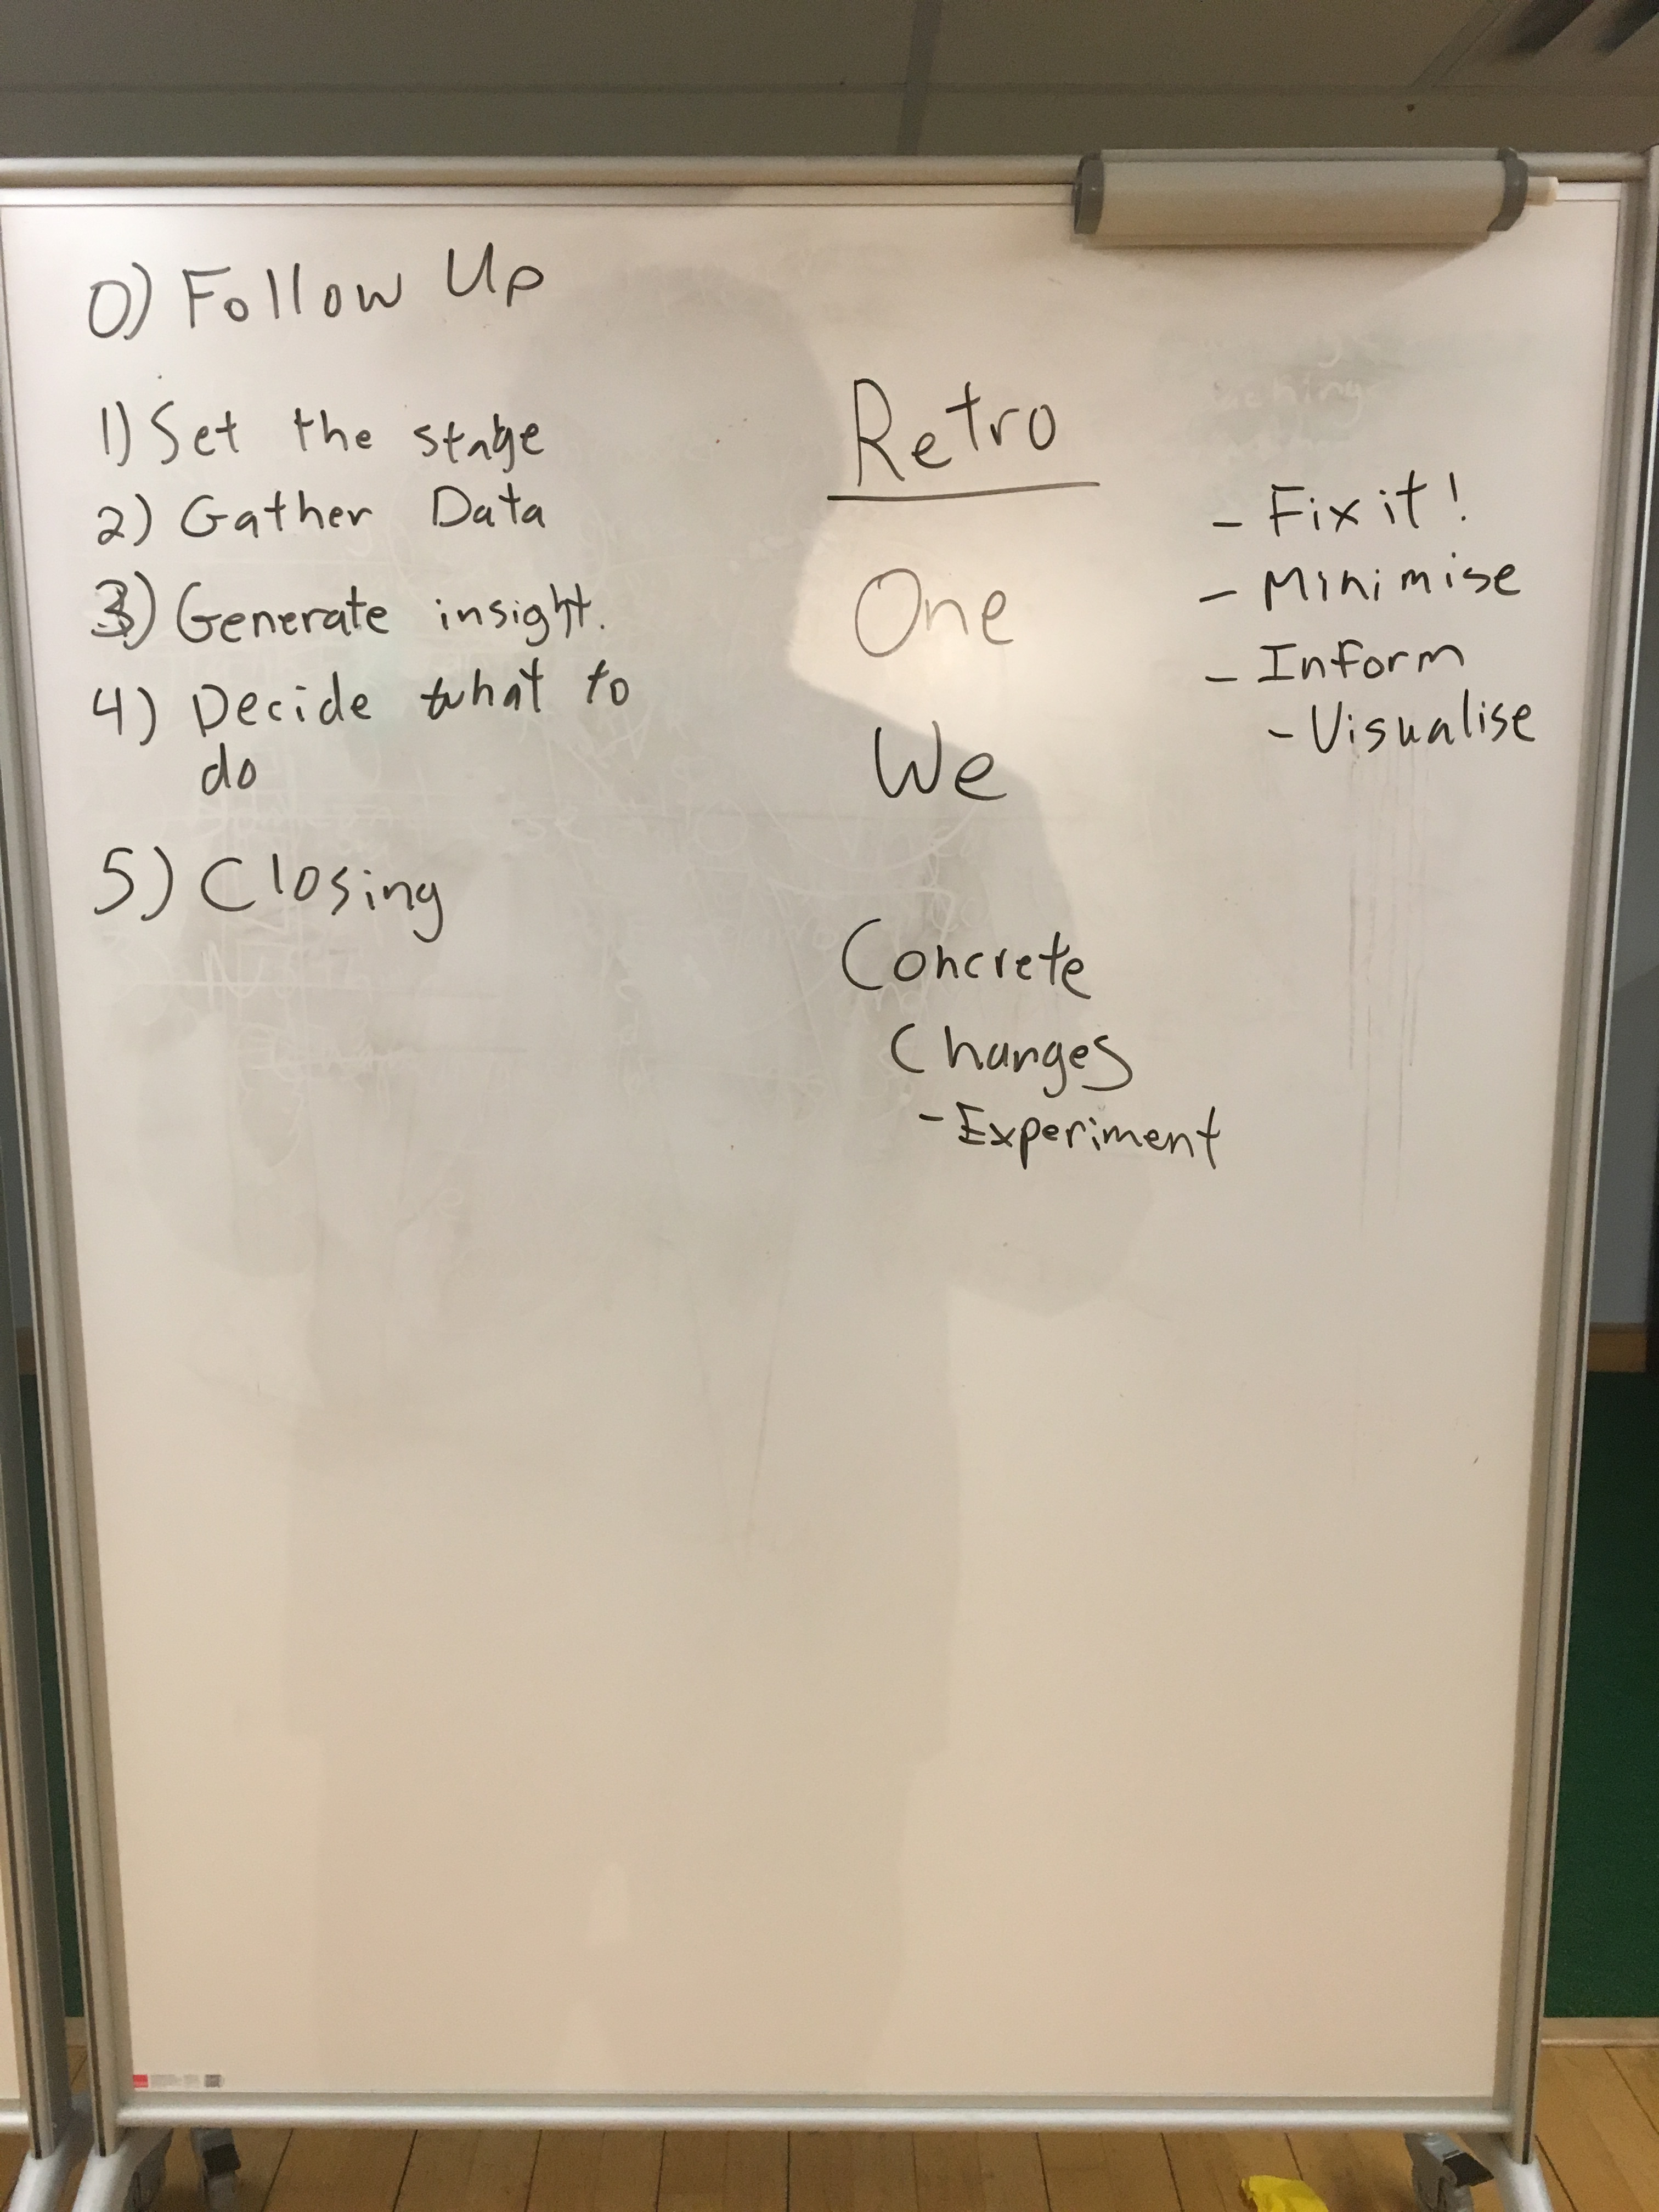 0) Follow Up
1) Set the stage
2) Gather Data
3) Generate insight.
4) Decide what to
do
5) Closing
Retro
One
We
Concrete
Changes
- Experiment
- Fix it!
- Minimise
- Inform
- Visualise